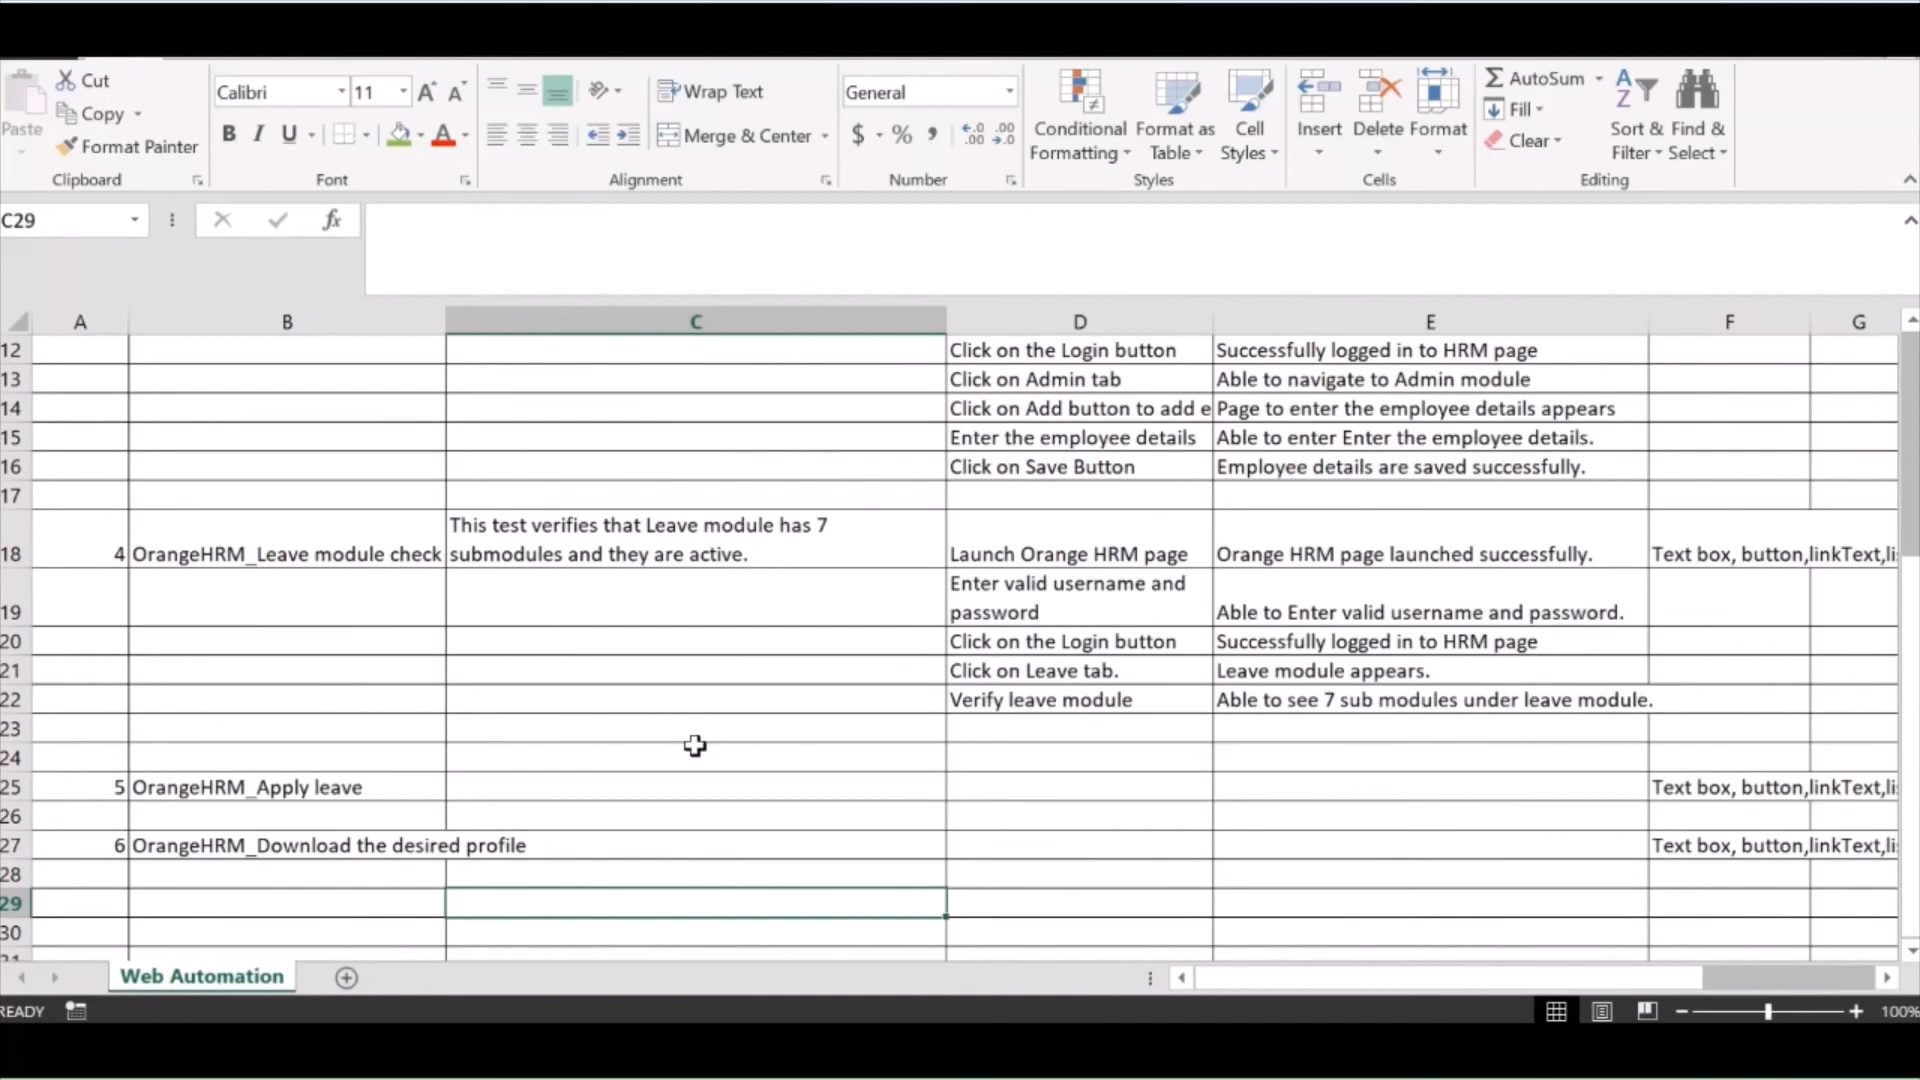 Cut
Calibri 11 A A
Wrap Text
General
AutoSum
Copy
Paste
Format Painter
B I U
Merge & Center
$ % ,
Conditional Formatting
Format as Table
Cell Styles
Insert Delete Format
Fill
Clear
Sort & Filter
Find & Select
Clipboard Font Alignment Number Styles Cells Editing
C29
fx
A B C D E F G
12 Click on the Login button Successfully logged in to HRM page
13 Click on Admin tab Able to navigate to Admin module
14 Click on Add button to add e Page to enter the employee details appears
15 Enter the employee details Able to enter Enter the employee details.
16 Click on Save Button Employee details are saved successfully.
17
This test verifies that Leave module has 7
18 4 OrangeHRM_Leave module check submodules and they are active. Launch Orange HRM page Orange HRM page launched successfully. Text box, button,linkText,li
Enter valid username and
19 password Able to Enter valid username and password.
20 Click on the Login button Successfully logged in to HRM page
21 Click on Leave tab. Leave module appears.
22 Verify leave module Able to see 7 sub modules under leave module.
23
24
25 5 OrangeHRM_Apply leave Text box, button,linkText,li
26
27 6 OrangeHRM_Download the desired profile Text box, button,linkText,li
28
29
30
Web Automation
READY 100%